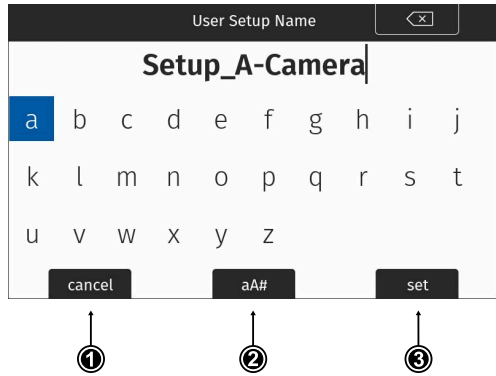 User Setup Name
Setup_A-Camera
a b c d e f g h i j
k l m n o p q r s t
u v w x y z
cancel aA# set
1 2 3